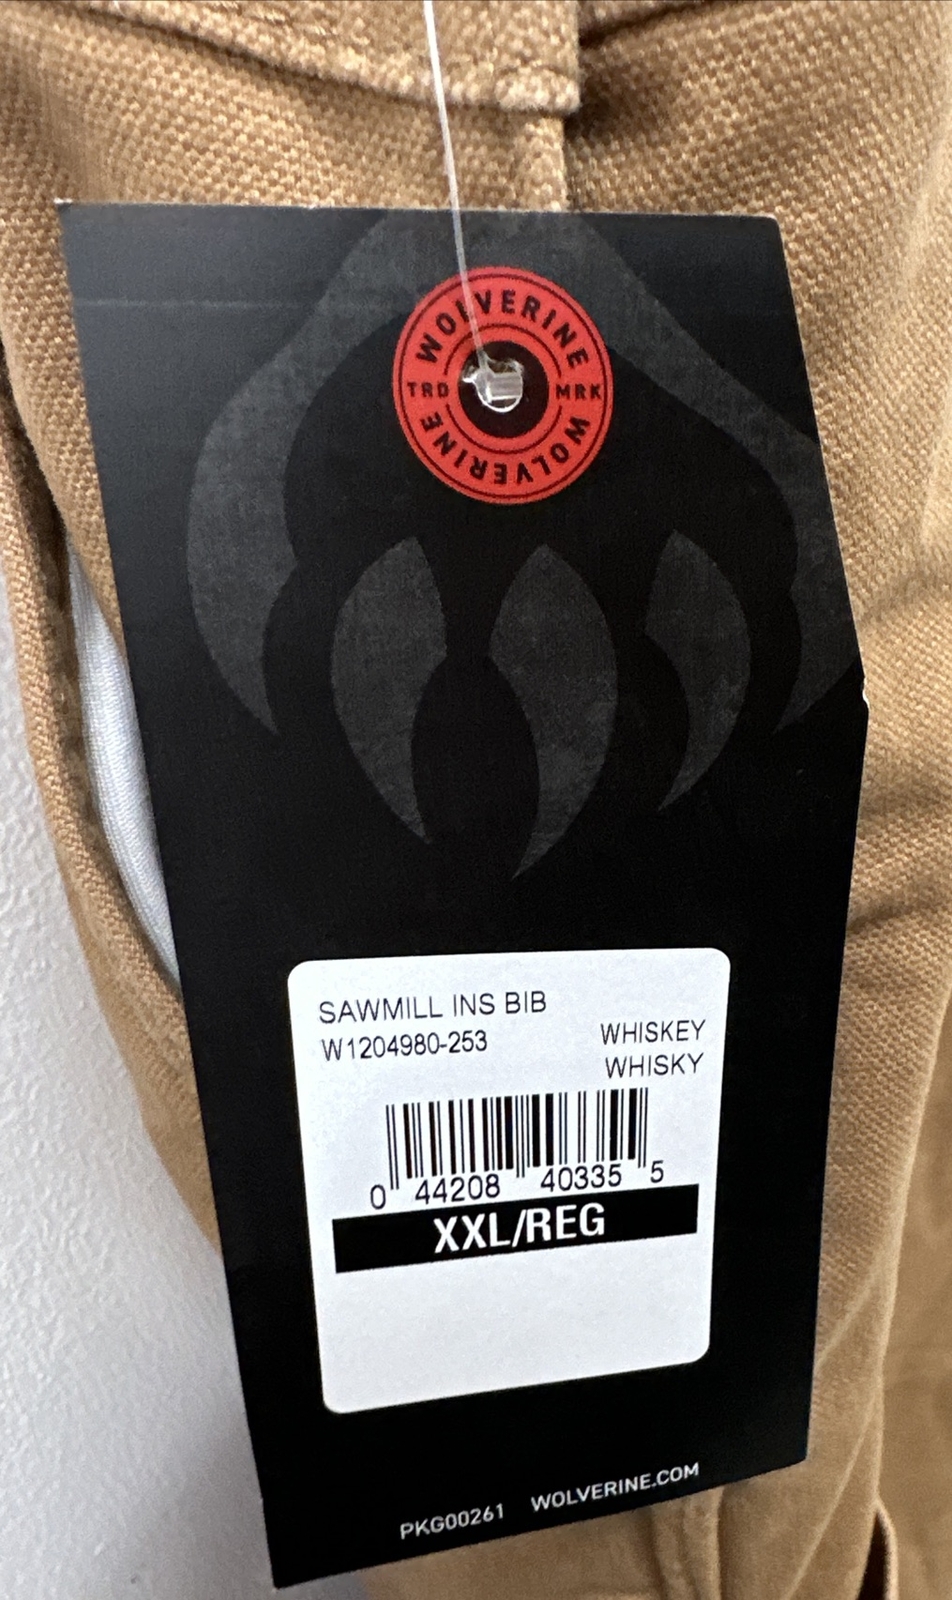 WOLVERINE
TRD MRK
WOLVERINE
SAWMILL INS BIB
W1204980-253
WHISKEY
WHISKY
0 44208 40335 5
XXL/REG
PKG00261 WOLVERINE.COM